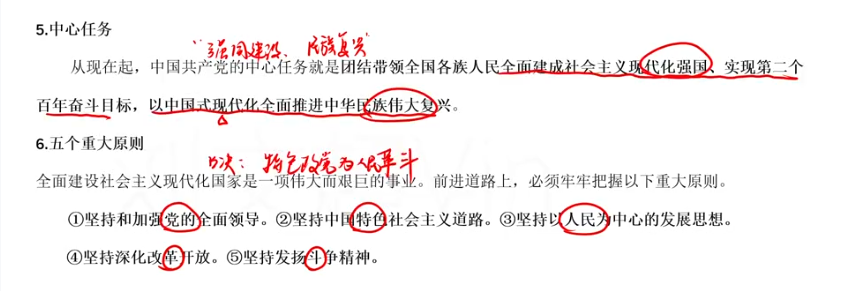 5.中心任务
“强国建设、民族复兴”
从现在起，中国共产党的中心任务就是团结带领全国各族人民全面建成社会主义现代化强国、实现第二个
百年奋斗目标，以中国式现代化全面推进中华民族伟大复兴。
6.五个重大原则
口决：特色改党为人民革斗
全面建设社会主义现代化国家是一项伟大而艰巨的事业。前进道路上，必须牢牢把握以下重大原则。
①坚持和加强党的全面领导。②坚持中国特色社会主义道路。③坚持以人民为中心的发展思想。
④坚持深化改革开放。⑤坚持发扬斗争精神。